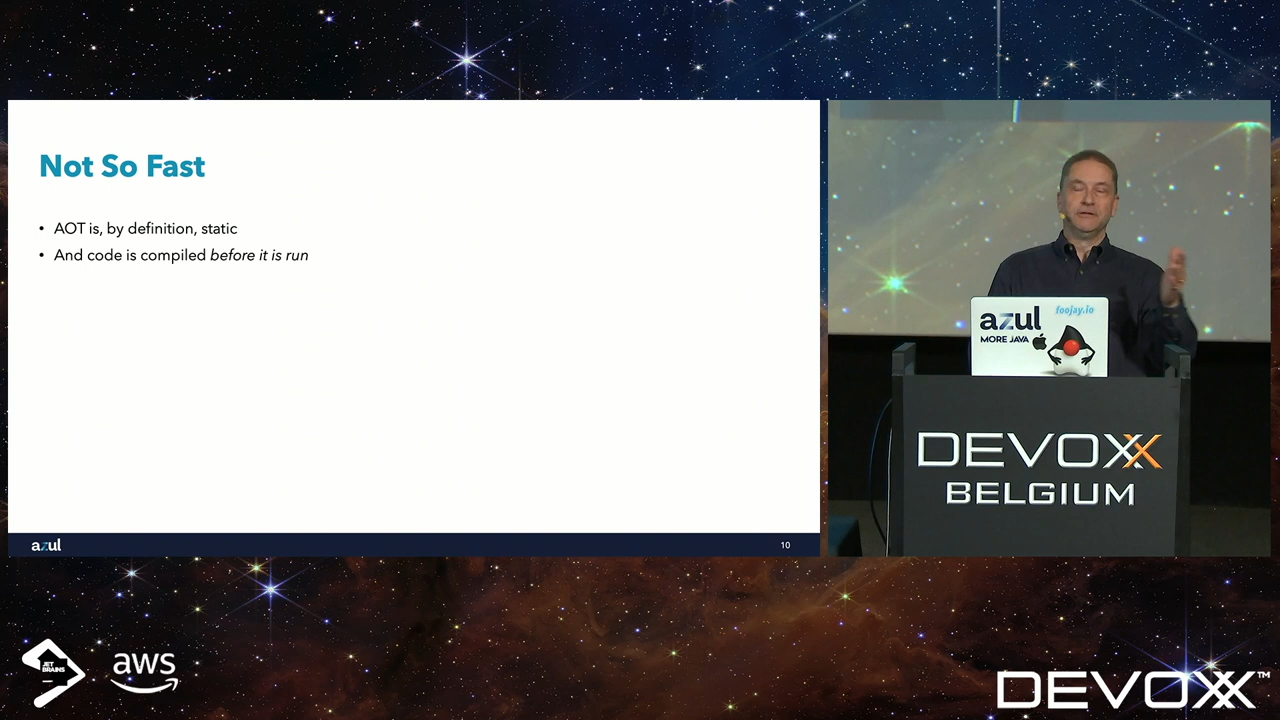 Not So Fast
• AOT is, by definition, static
• And code is compiled before it is run
azul
10
azul
MORE JAVA
foojay.io
DEVOXX
BELGIUM
JET
BRAINS
aws
DEVOXX™